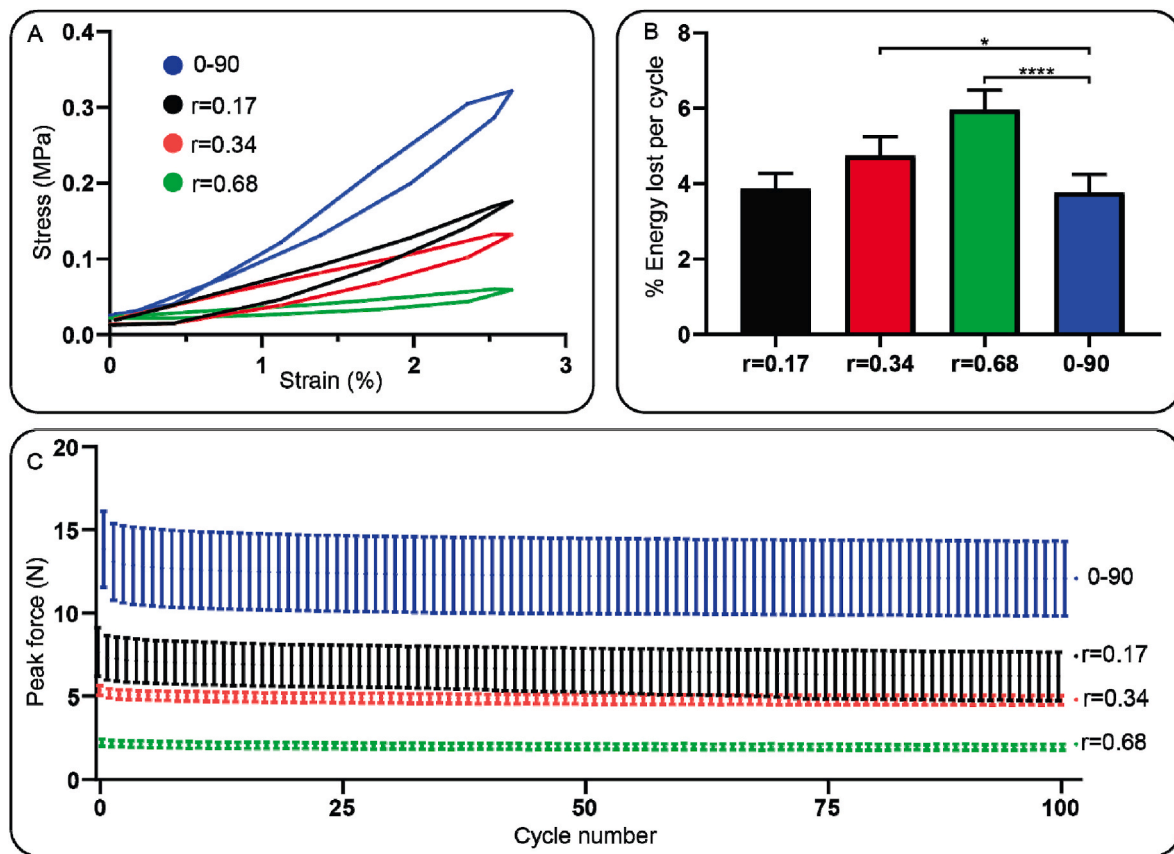 A
0-90
r=0.17
r=0.34
r=0.68
Stress (MPa)
0.4
0.3
0.2
0.1
0.0
0
1
2
3
Strain (%)
B
% Energy lost per cycle
8
6
4
2
0
*
****
r=0.17
r=0.34
r=0.68
0-90
C
Peak force (N)
20
15
10
5
0
0-90
r=0.17
r=0.34
r=0.68
0
25
50
75
100
Cycle number